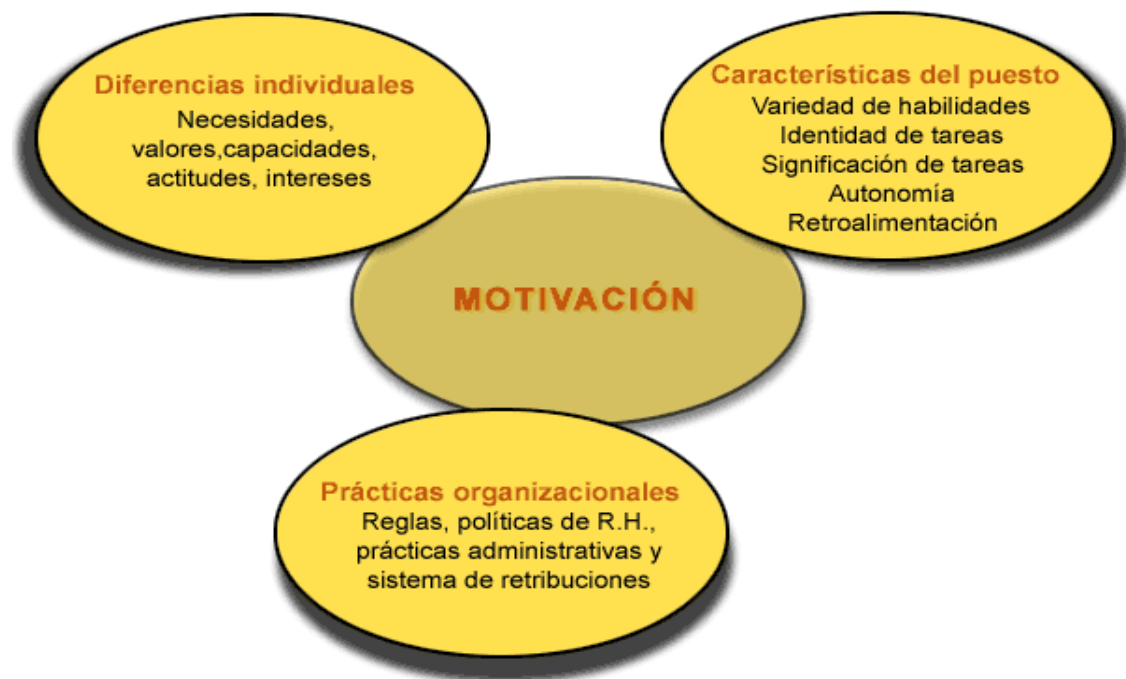 Diferencias individuales
Necesidades,
valores,capacidades,
actitudes, intereses
Características del puesto
Variedad de habilidades
Identidad de tareas
Significación de tareas
Autonomía
Retroalimentación
MOTIVACIÓN
Prácticas organizacionales
Reglas, políticas de R.H.,
prácticas administrativas y
sistema de retribuciones